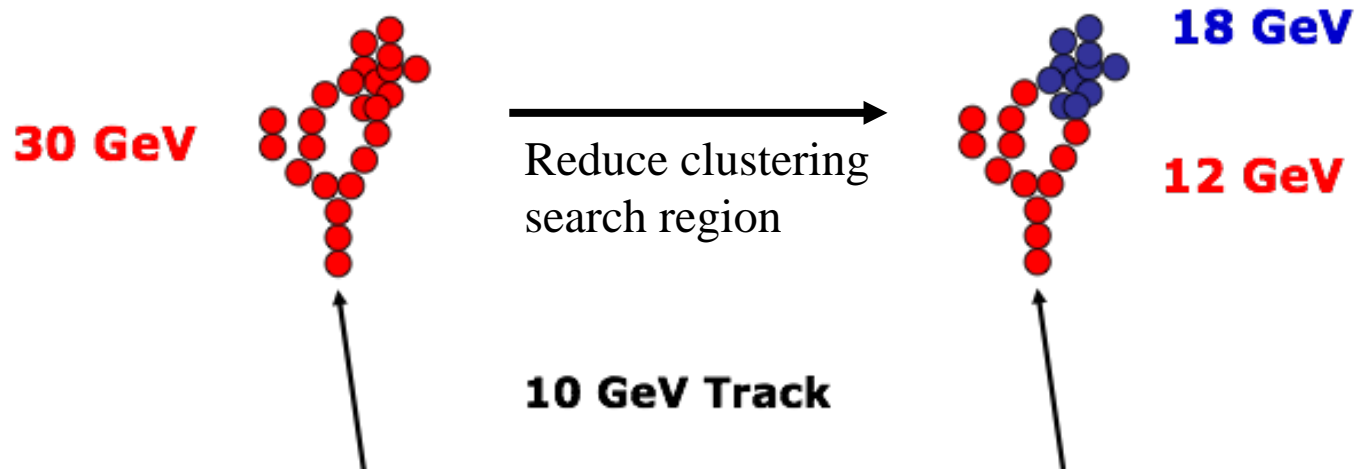 30 GeV
Reduce clustering
search region
18 GeV
12 GeV
10 GeV Track